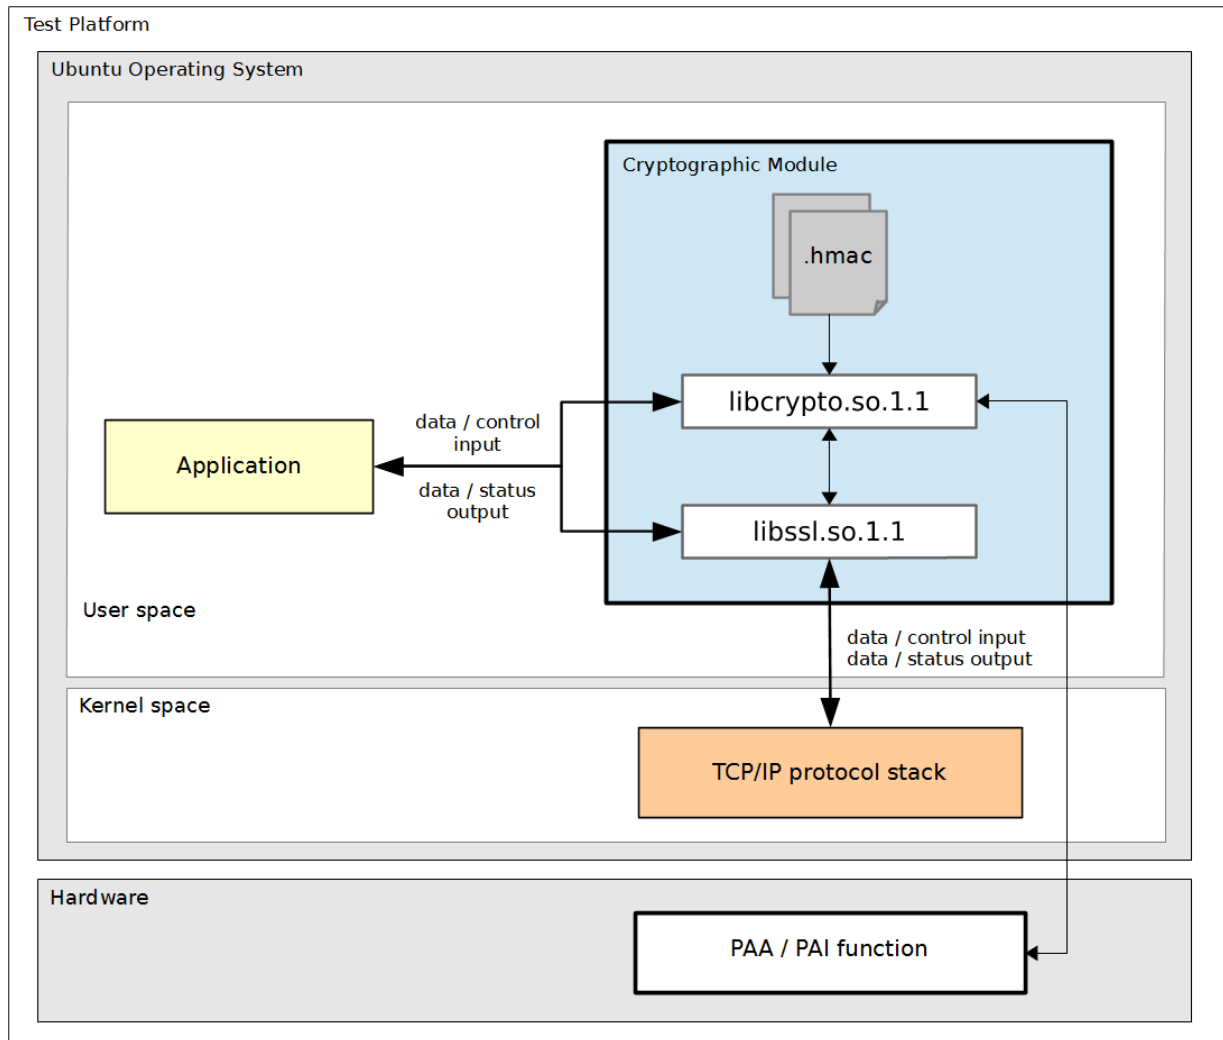 Test Platform
Ubuntu Operating System
Cryptographic Module
.hmac
libcrypto.so.1.1
data / control
input
Application
data / status
output
libssl.so.1.1
User space
data / control input
data / status output
Kernel space
TCP/IP protocol stack
Hardware
PAA / PAI function